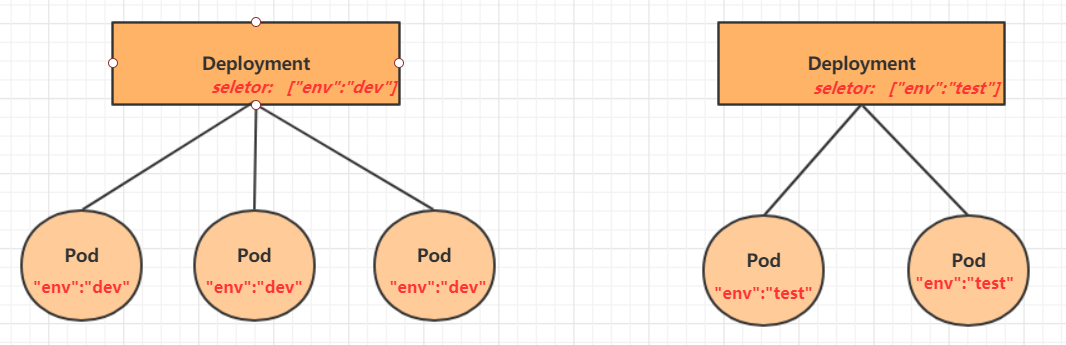 Deployment
seletor: ["env":"dev"]
Deployment
seletor: ["env":"test"]
Pod
"env":"dev"
Pod
"env":"dev"
Pod
"env":"dev"
Pod
"env":"test"
Pod
"env":"test"